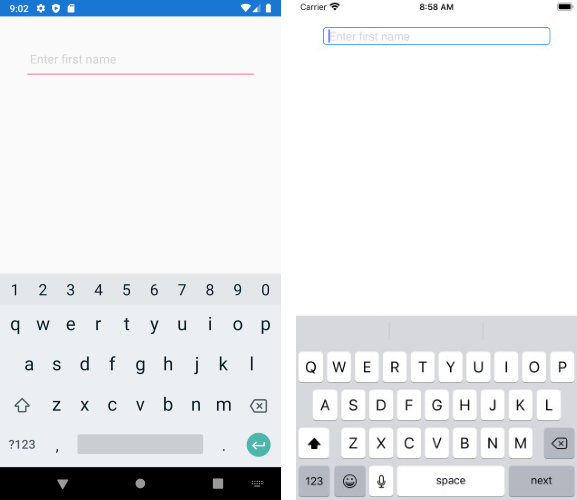 9:02
Enter first name
1 2 3 4 5 6 7 8 9 0
q w e r t y u i o p
a s d f g h j k l
z x c v b n m
?123 , .
Carrier 8:58 AM
Enter first name
Q W E R T Y U I O P
A S D F G H J K L
Z X C V B N M
123 space next